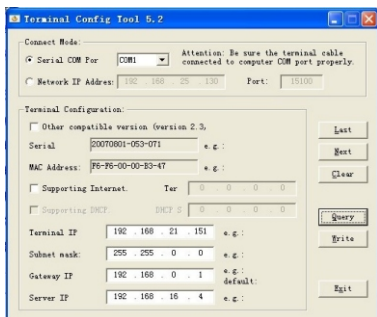 Terminal Config Tool 5.2
Connect Mode:
Serial COM Por COM1 Attention: Be sure the terminal cable connected to computer COM port properly.
Network IP Addres: 192 . 168 . 25 . 130 Port: 15100
Terminal Configuration:
Other compatible version (version 2.3,
Serial 20070801-053-071 e.g.:
MAC Address: F6-F6-00-00-B3-47 e.g.:
Supporting Internet. Ter 0 . 0 . 0 . 0
Supporting DHCP. DHCP S 0 . 0 . 0 . 0
Terminal IP 192 . 168 . 21 . 151 e.g.:
Subnet mask: 255 . 255 . 0 . 0 e.g.:
Gateway IP 192 . 168 . 0 . 1 e.g.: default:
Server IP 192 . 168 . 16 . 4 e.g.:
Last
Next
Clear
Query
Write
Exit